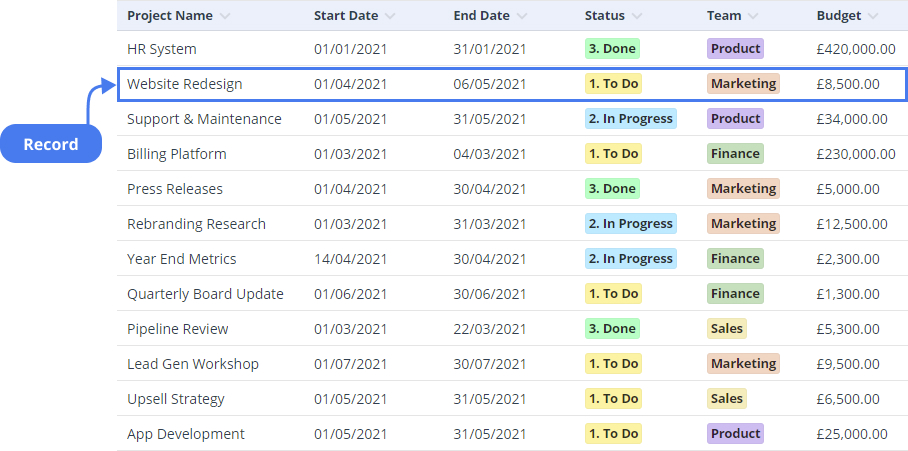 Project Name Start Date End Date Status Team Budget
HR System 01/01/2021 31/01/2021 3. Done Product £420,000.00
Website Redesign 01/04/2021 06/05/2021 1. To Do Marketing £8,500.00
Support & Maintenance 01/05/2021 31/05/2021 2. In Progress Product £34,000.00
Record
Billing Platform 01/03/2021 04/03/2021 1. To Do Finance £230,000.00
Press Releases 01/04/2021 30/04/2021 3. Done Marketing £5,000.00
Rebranding Research 01/03/2021 31/03/2021 2. In Progress Marketing £12,500.00
Year End Metrics 14/04/2021 30/04/2021 2. In Progress Finance £2,300.00
Quarterly Board Update 01/06/2021 30/06/2021 1. To Do Finance £1,300.00
Pipeline Review 01/03/2021 22/03/2021 3. Done Sales £5,300.00
Lead Gen Workshop 01/07/2021 30/07/2021 1. To Do Marketing £9,500.00
Upsell Strategy 01/05/2021 31/05/2021 1. To Do Sales £6,500.00
App Development 01/05/2021 31/05/2021 1. To Do Product £25,000.00